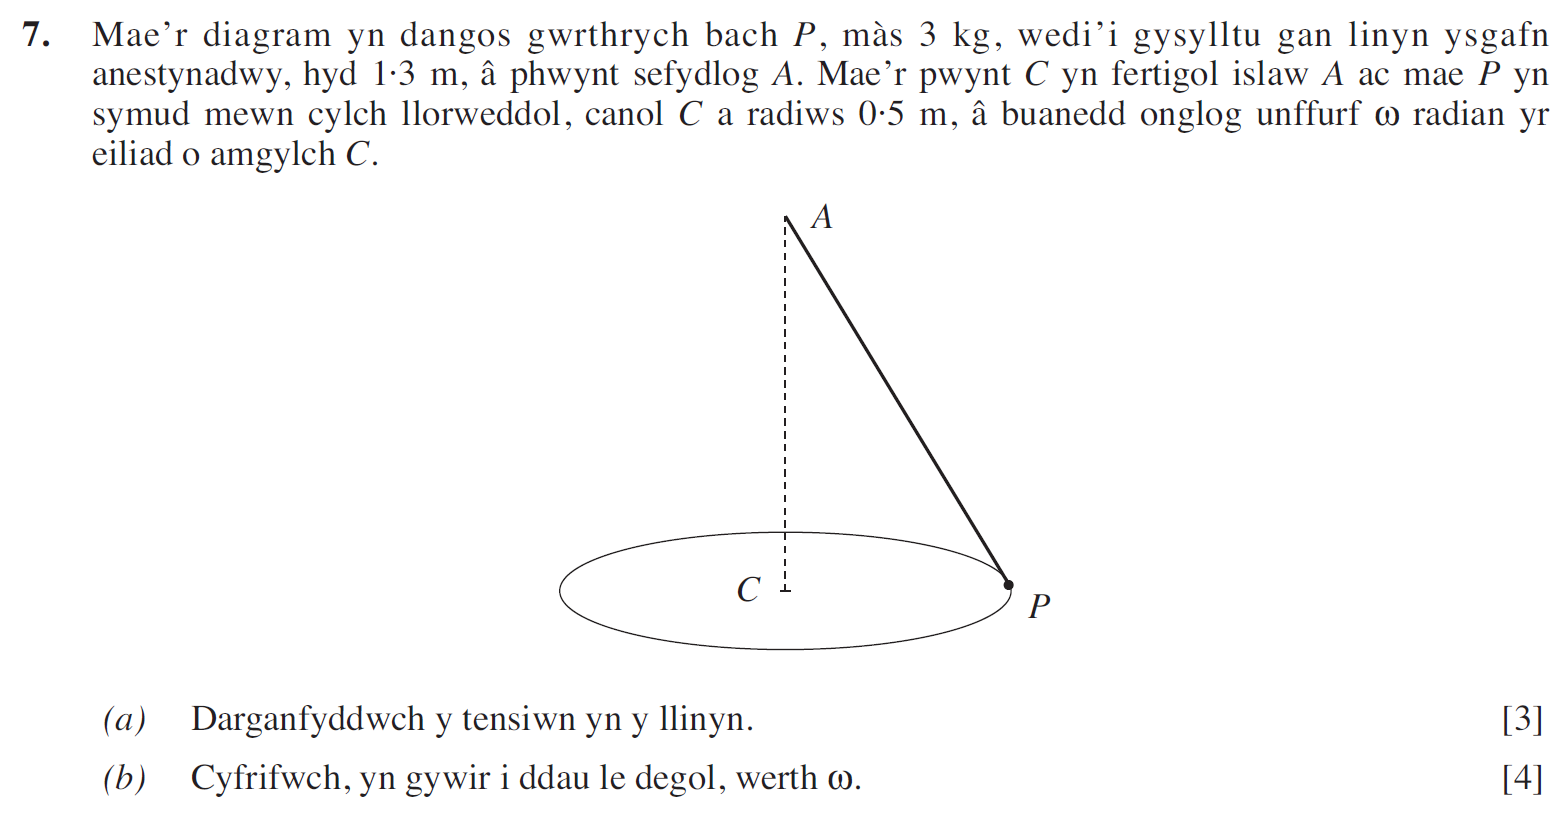 7. Mae’r diagram yn dangos gwrthrych bach P, màs 3 kg, wedi’i gysylltu gan linyn ysgafn
anestynadwy, hyd 1·3 m, â phwynt sefydlog A. Mae’r pwynt C yn fertigol islaw A ac mae P yn
symud mewn cylch llorweddol, canol C a radiws 0·5 m, â buanedd onglog unffurf ω radian yr
eiliad o amgylch C.
A
C
P
(a) Darganfyddwch y tensiwn yn y llinyn. [3]
(b) Cyfrifwch, yn gywir i ddau le degol, werth ω. [4]